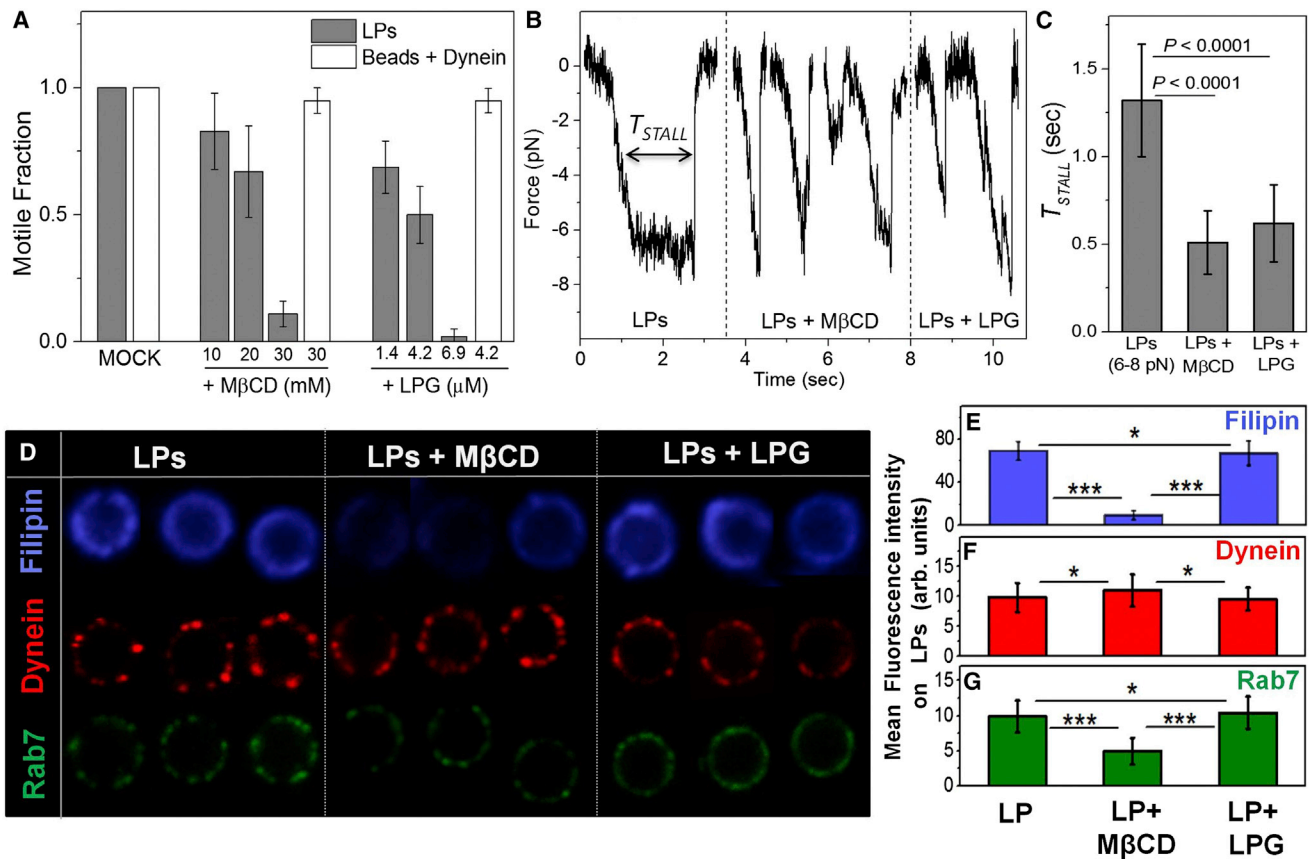 A
LPs
Beads + Dynein
Motile Fraction
1.0
0.5
0.0
MOCK
10 20 30 30
1.4 4.2 6.9 4.2
+ MβCD (mM)
+ LPG (μM)
B
Force (pN)
0
-2
-4
-6
-8
T STALL
LPs
LPs + MβCD
LPs + LPG
0 2 4 6 8 10
Time (sec)
C
P < 0.0001
P < 0.0001
T STALL (sec)
1.5
1.0
0.5
0.0
LPs (6-8 pN)
LPs + MβCD
LPs + LPG
D
LPs
LPs + MβCD
LPs + LPG
Filipin
Dynein
Rab7
Mean Fluorescence intensity
on LPs (arb. units)
E
Filipin
80
40
0
*
*** ***
F
Dynein
15
10
5
0
* *
G
Rab7
15
10
5
0
*
*** ***
LP
LP+ MβCD
LP+ LPG